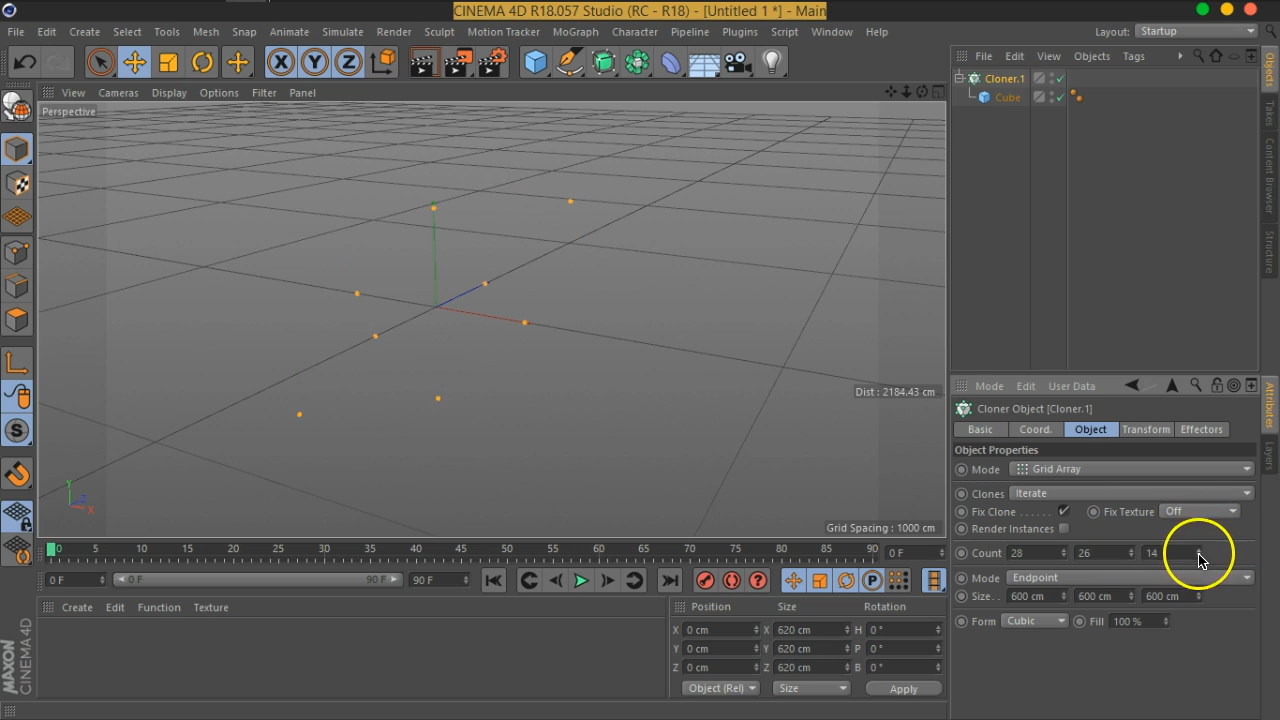 CINEMA 4D R18.057 Studio (RC - R18) - [Untitled 1 *] - Main
File Edit Create Select Tools Mesh Snap Animate Simulate Render Sculpt Motion Tracker MoGraph Character Pipeline Plugins Script Window Help Layout: Startup
X Y Z
File Edit View Objects Tags
View Cameras Display Options Filter Panel
Perspective
Cloner.1
Cube
Objects
Takes
Content Browser
Structure
Dist : 2184.43 cm
Y
Z
X
Grid Spacing : 1000 cm
Mode Edit User Data
Attributes
Layers
Cloner Object [Cloner.1]
Basic Coord. Object Transform Effectors
Object Properties
Mode Grid Array
Clones Iterate
Fix Clone . . . . . . Fix Texture Off
Render Instances
Count 28 26 14
Mode Endpoint
Size. . 600 cm 600 cm 600 cm
Form Cubic Fill 100 %
S
0 5 10 15 20 25 30 35 40 45 50 55 60 65 70 75 80 85 90 0 F
0 F 0 F 90 F 90 F
P
Create Edit Function Texture
Position Size Rotation
X 0 cm X 620 cm H 0 °
Y 0 cm Y 620 cm P 0 °
Z 0 cm Z 620 cm B 0 °
Object (Rel) Size Apply
MAXON
CINEMA 4D